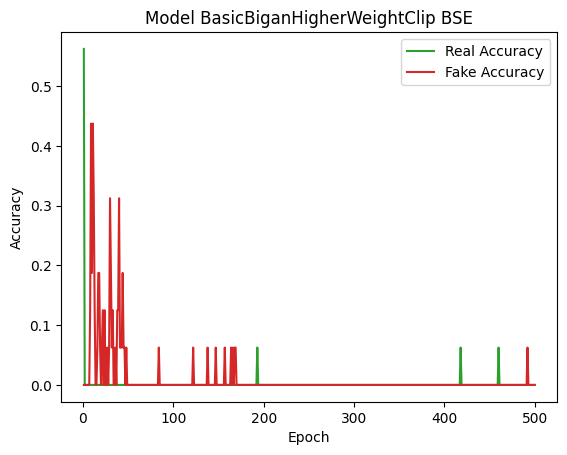 Model BasicBiganHigherWeightClip BSE
Real Accuracy
Fake Accuracy
Accuracy
0.5
0.4
0.3
0.2
0.1
0.0
0
100
200
300
400
500
Epoch